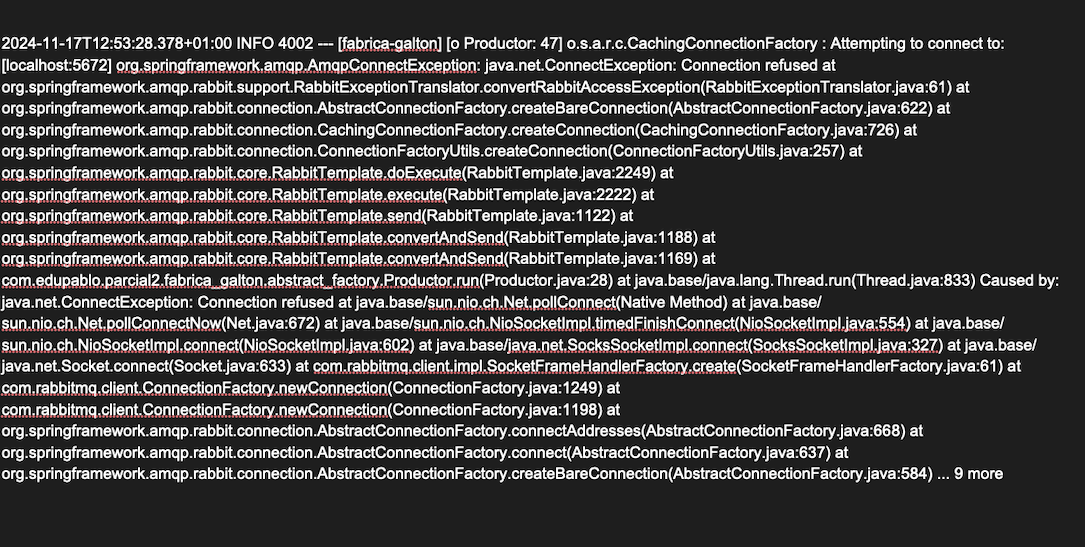 2024-11-17T12:53:28.378+01:00 INFO 4002 --- [fabrica-galton] [o Productor: 47] o.s.a.r.c.CachingConnectionFactory : Attempting to connect to:
[localhost:5672] org.springframework.amqp.AmqpConnectException: java.net.ConnectException: Connection refused at
org.springframework.amqp.rabbit.support.RabbitExceptionTranslator.convertRabbitAccessException(RabbitExceptionTranslator.java:61) at
org.springframework.amqp.rabbit.connection.AbstractConnectionFactory.createBareConnection(AbstractConnectionFactory.java:622) at
org.springframework.amqp.rabbit.connection.CachingConnectionFactory.createConnection(CachingConnectionFactory.java:726) at
org.springframework.amqp.rabbit.connection.ConnectionFactoryUtils.createConnection(ConnectionFactoryUtils.java:257) at
org.springframework.amqp.rabbit.core.RabbitTemplate.doExecute(RabbitTemplate.java:2249) at
org.springframework.amqp.rabbit.core.RabbitTemplate.execute(RabbitTemplate.java:2222) at
org.springframework.amqp.rabbit.core.RabbitTemplate.send(RabbitTemplate.java:1122) at
org.springframework.amqp.rabbit.core.RabbitTemplate.convertAndSend(RabbitTemplate.java:1188) at
org.springframework.amqp.rabbit.core.RabbitTemplate.convertAndSend(RabbitTemplate.java:1169) at
com.edupablo.parcial2.fabrica_galton.abstract_factory.Productor.run(Productor.java:28) at java.base/java.lang.Thread.run(Thread.java:833) Caused by:
java.net.ConnectException: Connection refused at java.base/sun.nio.ch.Net.pollConnect(Native Method) at java.base/
sun.nio.ch.Net.pollConnectNow(Net.java:672) at java.base/sun.nio.ch.NioSocketImpl.timedFinishConnect(NioSocketImpl.java:554) at java.base/
sun.nio.ch.NioSocketImpl.connect(NioSocketImpl.java:602) at java.base/java.net.SocksSocketImpl.connect(SocksSocketImpl.java:327) at java.base/
java.net.Socket.connect(Socket.java:633) at com.rabbitmq.client.impl.SocketFrameHandlerFactory.create(SocketFrameHandlerFactory.java:61) at
com.rabbitmq.client.ConnectionFactory.newConnection(ConnectionFactory.java:1249) at
com.rabbitmq.client.ConnectionFactory.newConnection(ConnectionFactory.java:1198) at
org.springframework.amqp.rabbit.connection.AbstractConnectionFactory.connectAddresses(AbstractConnectionFactory.java:668) at
org.springframework.amqp.rabbit.connection.AbstractConnectionFactory.connect(AbstractConnectionFactory.java:637) at
org.springframework.amqp.rabbit.connection.AbstractConnectionFactory.createBareConnection(AbstractConnectionFactory.java:584) ... 9 more